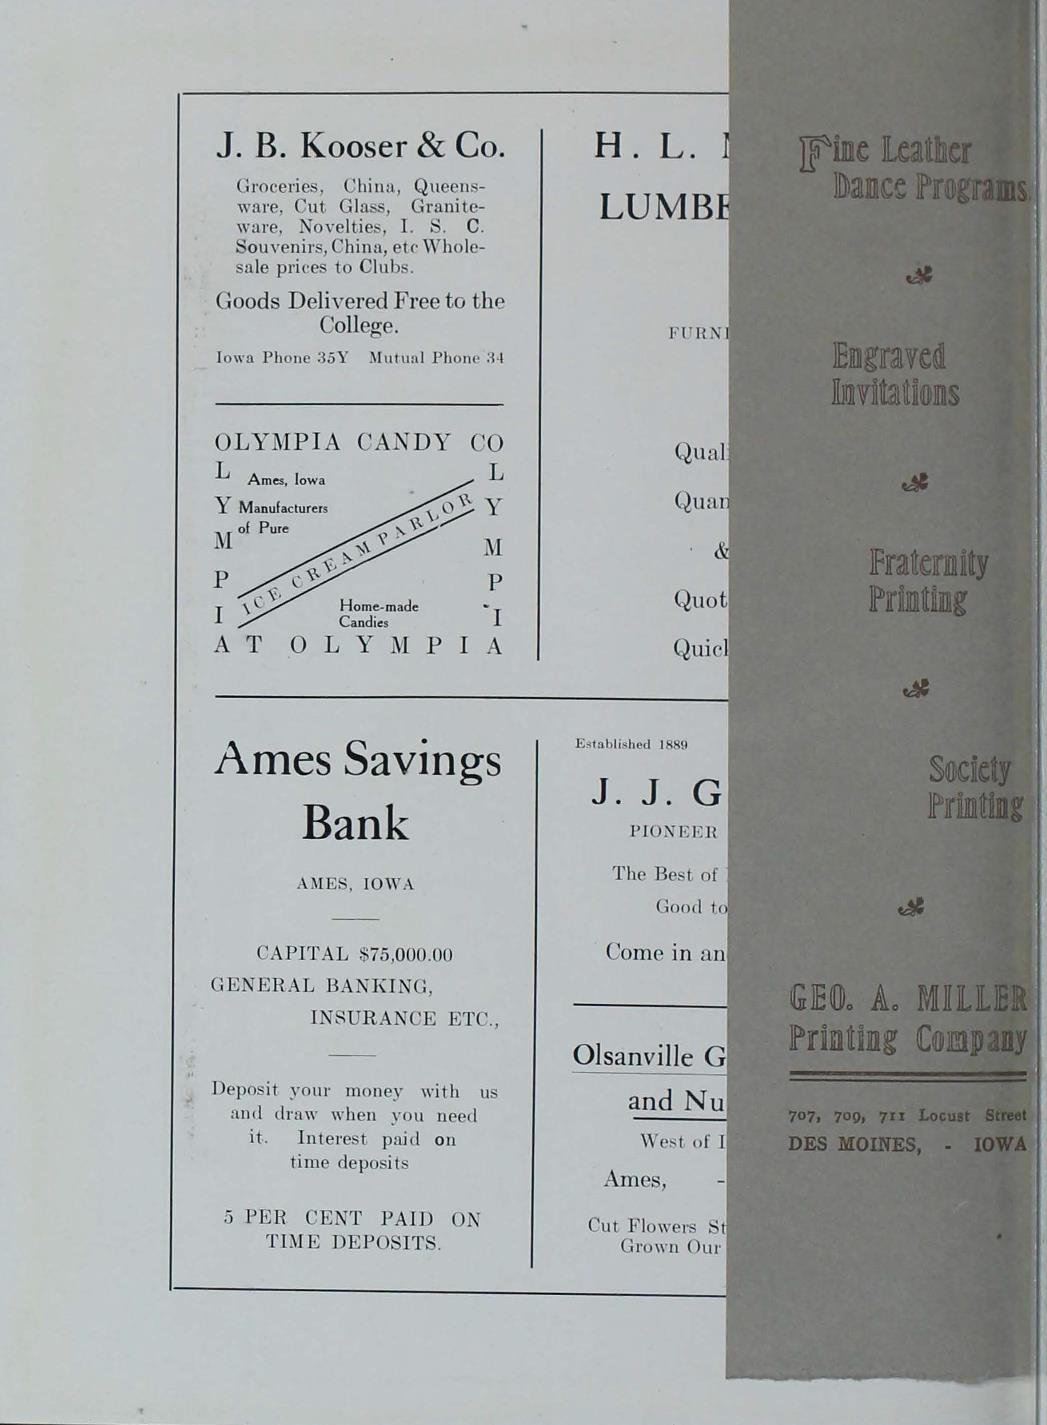 J. B. Kooser & Co.
Groceries, China, Queens-
ware, Cut Glass, Granite-
ware, Novelties, I. S. C.
Souvenirs, China, etc Whole-
sale prices to Clubs.
Goods Delivered Free to the
College.
Iowa Phone 35Y Mutual Phone 34
OLYMPIA CANDY CO
L Ames, Iowa L
Y Manufacturers Y
of Pure
M M
ICE CREAM PARLOR
P P
Home-made
I I
Candies
A T O L Y M P I A
H. L.
LUMBE
FURNI
Qual
Quan
&
Quot
Quic
Ames Savings
Bank
AMES, IOWA
CAPITAL $75,000.00
GENERAL BANKING,
INSURANCE ETC.,
Deposit your money with us
and draw when you need
it. Interest paid on
time deposits
5 PER CENT PAID ON
TIME DEPOSITS.
Established 1889
J. J. G
PIONEER
The Best of
Good to
Come in an
Olsanville G
and Nu
West of I
Ames, -
Cut Flowers St
Grown Our
Fine Leather
Dance Programs
Engraved
Invitations
Fraternity
Printing
Society
Printing
GEO. A. MILLER
Printing Company
707, 709, 711 Locust Street
DES MOINES, - IOWA